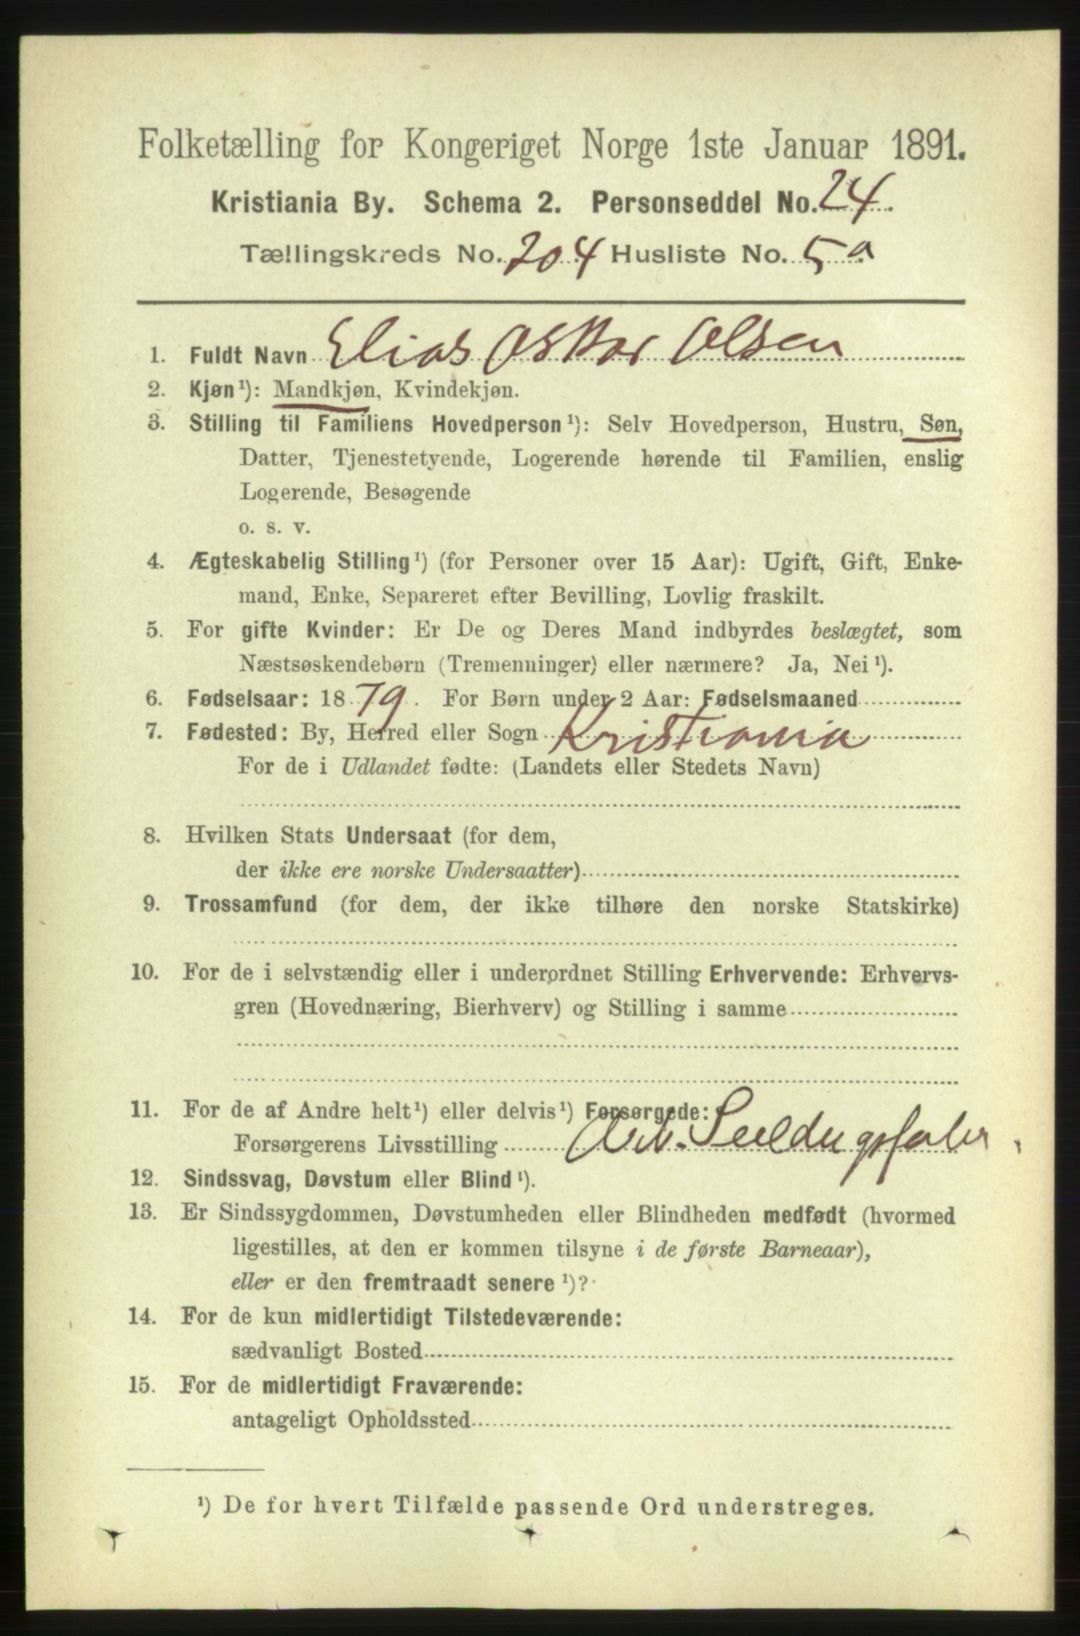 Folketælling for Kongeriget Norge 1ste Januar 1891.
Kristiania By. Schema 2. Personseddel No. 24.
Tællingskreds No. 204 Husliste No. 5a
1. Fuldt Navn Elias Oskar Olsen
2. Kjøn¹): Mandkjøn, Kvindekjøn.
3. Stilling til Familiens Hovedperson¹): Selv Hovedperson, Hustru, Søn,
Datter, Tjenestetyende, Logerende hørende til Familien, enslig
Logerende, Besøgende
o. s. v.
4. Ægteskabelig Stilling¹) (for Personer over 15 Aar): Ugift, Gift, Enke-
mand, Enke, Separeret efter Bevilling, Lovlig fraskilt.
5. For gifte Kvinder: Er De og Deres Mand indbyrdes beslægtet, som
Næstsøskendebørn (Tremenninger) eller nærmere? Ja, Nei¹).
6. Fødselsaar: 1879. For Børn under 2 Aar: Fødselsmaaned
7. Fødested: By, Herred eller Sogn Kristiania
For de i Udlandet fødte: (Landets eller Stedets Navn)
8. Hvilken Stats Undersaat (for dem,
der ikke ere norske Undersaatter)
9. Trossamfund (for dem, der ikke tilhøre den norske Statskirke)
10. For de i selvstændig eller i underordnet Stilling Erhvervende: Erhvervs-
gren (Hovednæring, Bierhverv) og Stilling i samme
11. For de af Andre helt¹) eller delvis¹) Forsørgede:
Forsørgerens Livsstilling
12. Sindssvag, Døvstum eller Blind¹).
13. Er Sindssygdommen, Døvstumheden eller Blindheden medfødt (hvormed
ligestilles, at den er kommen tilsyne i de første Barneaar),
eller er den fremtraadt senere¹)?
14. For de kun midlertidigt Tilstedeværende:
sædvanligt Bosted
15. For de midlertidigt Fraværende:
antageligt Opholdssted
¹) De for hvert Tilfælde passende Ord understreges.